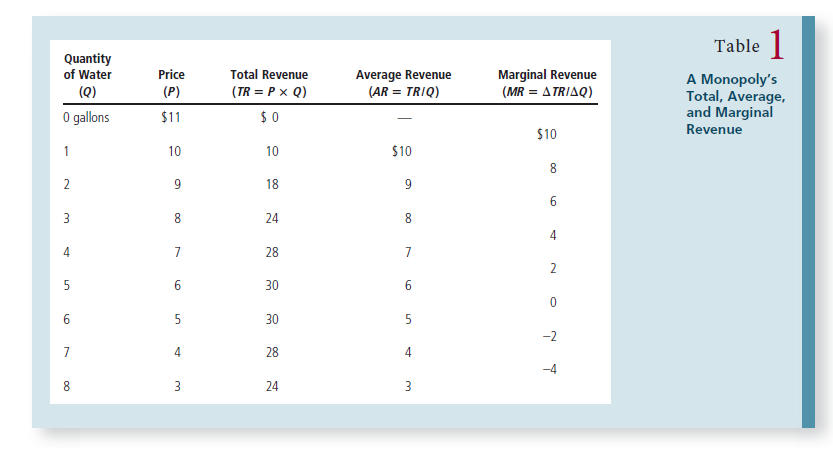 Table 1
A Monopoly's
Total, Average,
and Marginal
Revenue
Quantity
of Water Price Total Revenue Average Revenue Marginal Revenue
(Q) (P) (TR = P × Q) (AR = TR/Q) (MR = ΔTR/ΔQ)
0 gallons $11 $ 0 —
$10
1 10 10 $10
8
2 9 18 9
6
3 8 24 8
4
4 7 28 7
2
5 6 30 6
0
6 5 30 5
–2
7 4 28 4
–4
8 3 24 3